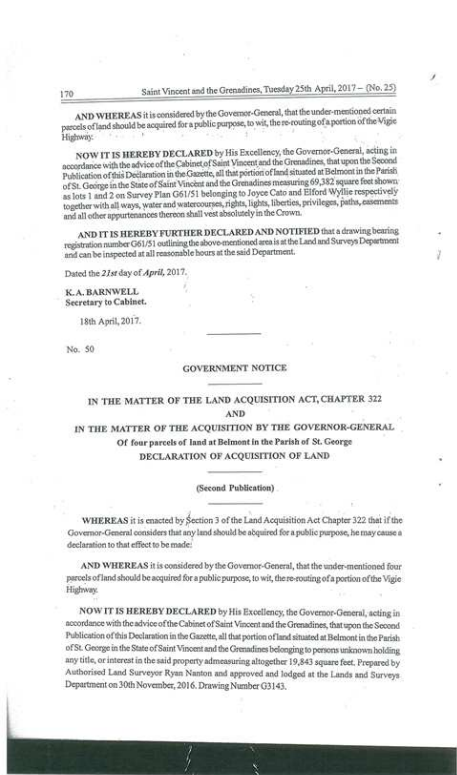 170 Saint Vincent and the Grenadines, Tuesday 25th April, 2017 – (No. 25)
AND WHEREAS it is considered by the Governor-General, that the under-mentioned certain
parcels of land should be acquired for a public purpose, to wit, the re-routing of a portion of the Vigie
Highway.
NOW IT IS HEREBY DECLARED by His Excellency, the Governor-General, acting in
accordance with the advice of the Cabinet of Saint Vincent and the Grenadines, that upon the Second
Publication of this Declaration in the Gazette, all that portion of land situated at Belmont in the Parish
of St. George in the State of Saint Vincent and the Grenadines measuring 69,382 square feet shown
as lots 1 and 2 on Survey Plan G61/51 belonging to Joyce Cato and Elford Wyllie respectively
together with all ways, water and watercourses, rights, lights, liberties, privileges, paths, easements
and all other appurtenances thereon shall vest absolutely in the Crown.
AND IT IS HEREBY FURTHER DECLARED AND NOTIFIED that a drawing bearing
registration number G61/51 outlining the above-mentioned area is at the Land and Surveys Department
and can be inspected at all reasonable hours at the said Department.
Dated the 21st day of April, 2017.
K.A. BARNWELL
Secretary to Cabinet.
18th April, 2017.
No. 50
GOVERNMENT NOTICE
IN THE MATTER OF THE LAND ACQUISITION ACT, CHAPTER 322
AND
IN THE MATTER OF THE ACQUISITION BY THE GOVERNOR-GENERAL
Of four parcels of land at Belmont in the Parish of St. George
DECLARATION OF ACQUISITION OF LAND
(Second Publication)
WHEREAS it is enacted by Section 3 of the Land Acquisition Act Chapter 322 that if the
Governor-General considers that any land should be acquired for a public purpose, he may cause a
declaration to that effect to be made:
AND WHEREAS it is considered by the Governor-General, that the under-mentioned four
parcels of land should be acquired for a public purpose, to wit, the re-routing of a portion of the Vigie
Highway.
NOW IT IS HEREBY DECLARED by His Excellency, the Governor-General, acting in
accordance with the advice of the Cabinet of Saint Vincent and the Grenadines, that upon the Second
Publication of this Declaration in the Gazette, all that portion of land situated at Belmont in the Parish
of St. George in the State of Saint Vincent and the Grenadines belonging to persons unknown holding
any title, or interest in the said property admeasuring altogether 19,843 square feet. Prepared by
Authorised Land Surveyor Ryan Nanton and approved and lodged at the Lands and Surveys
Department on 30th November, 2016. Drawing Number G3143.